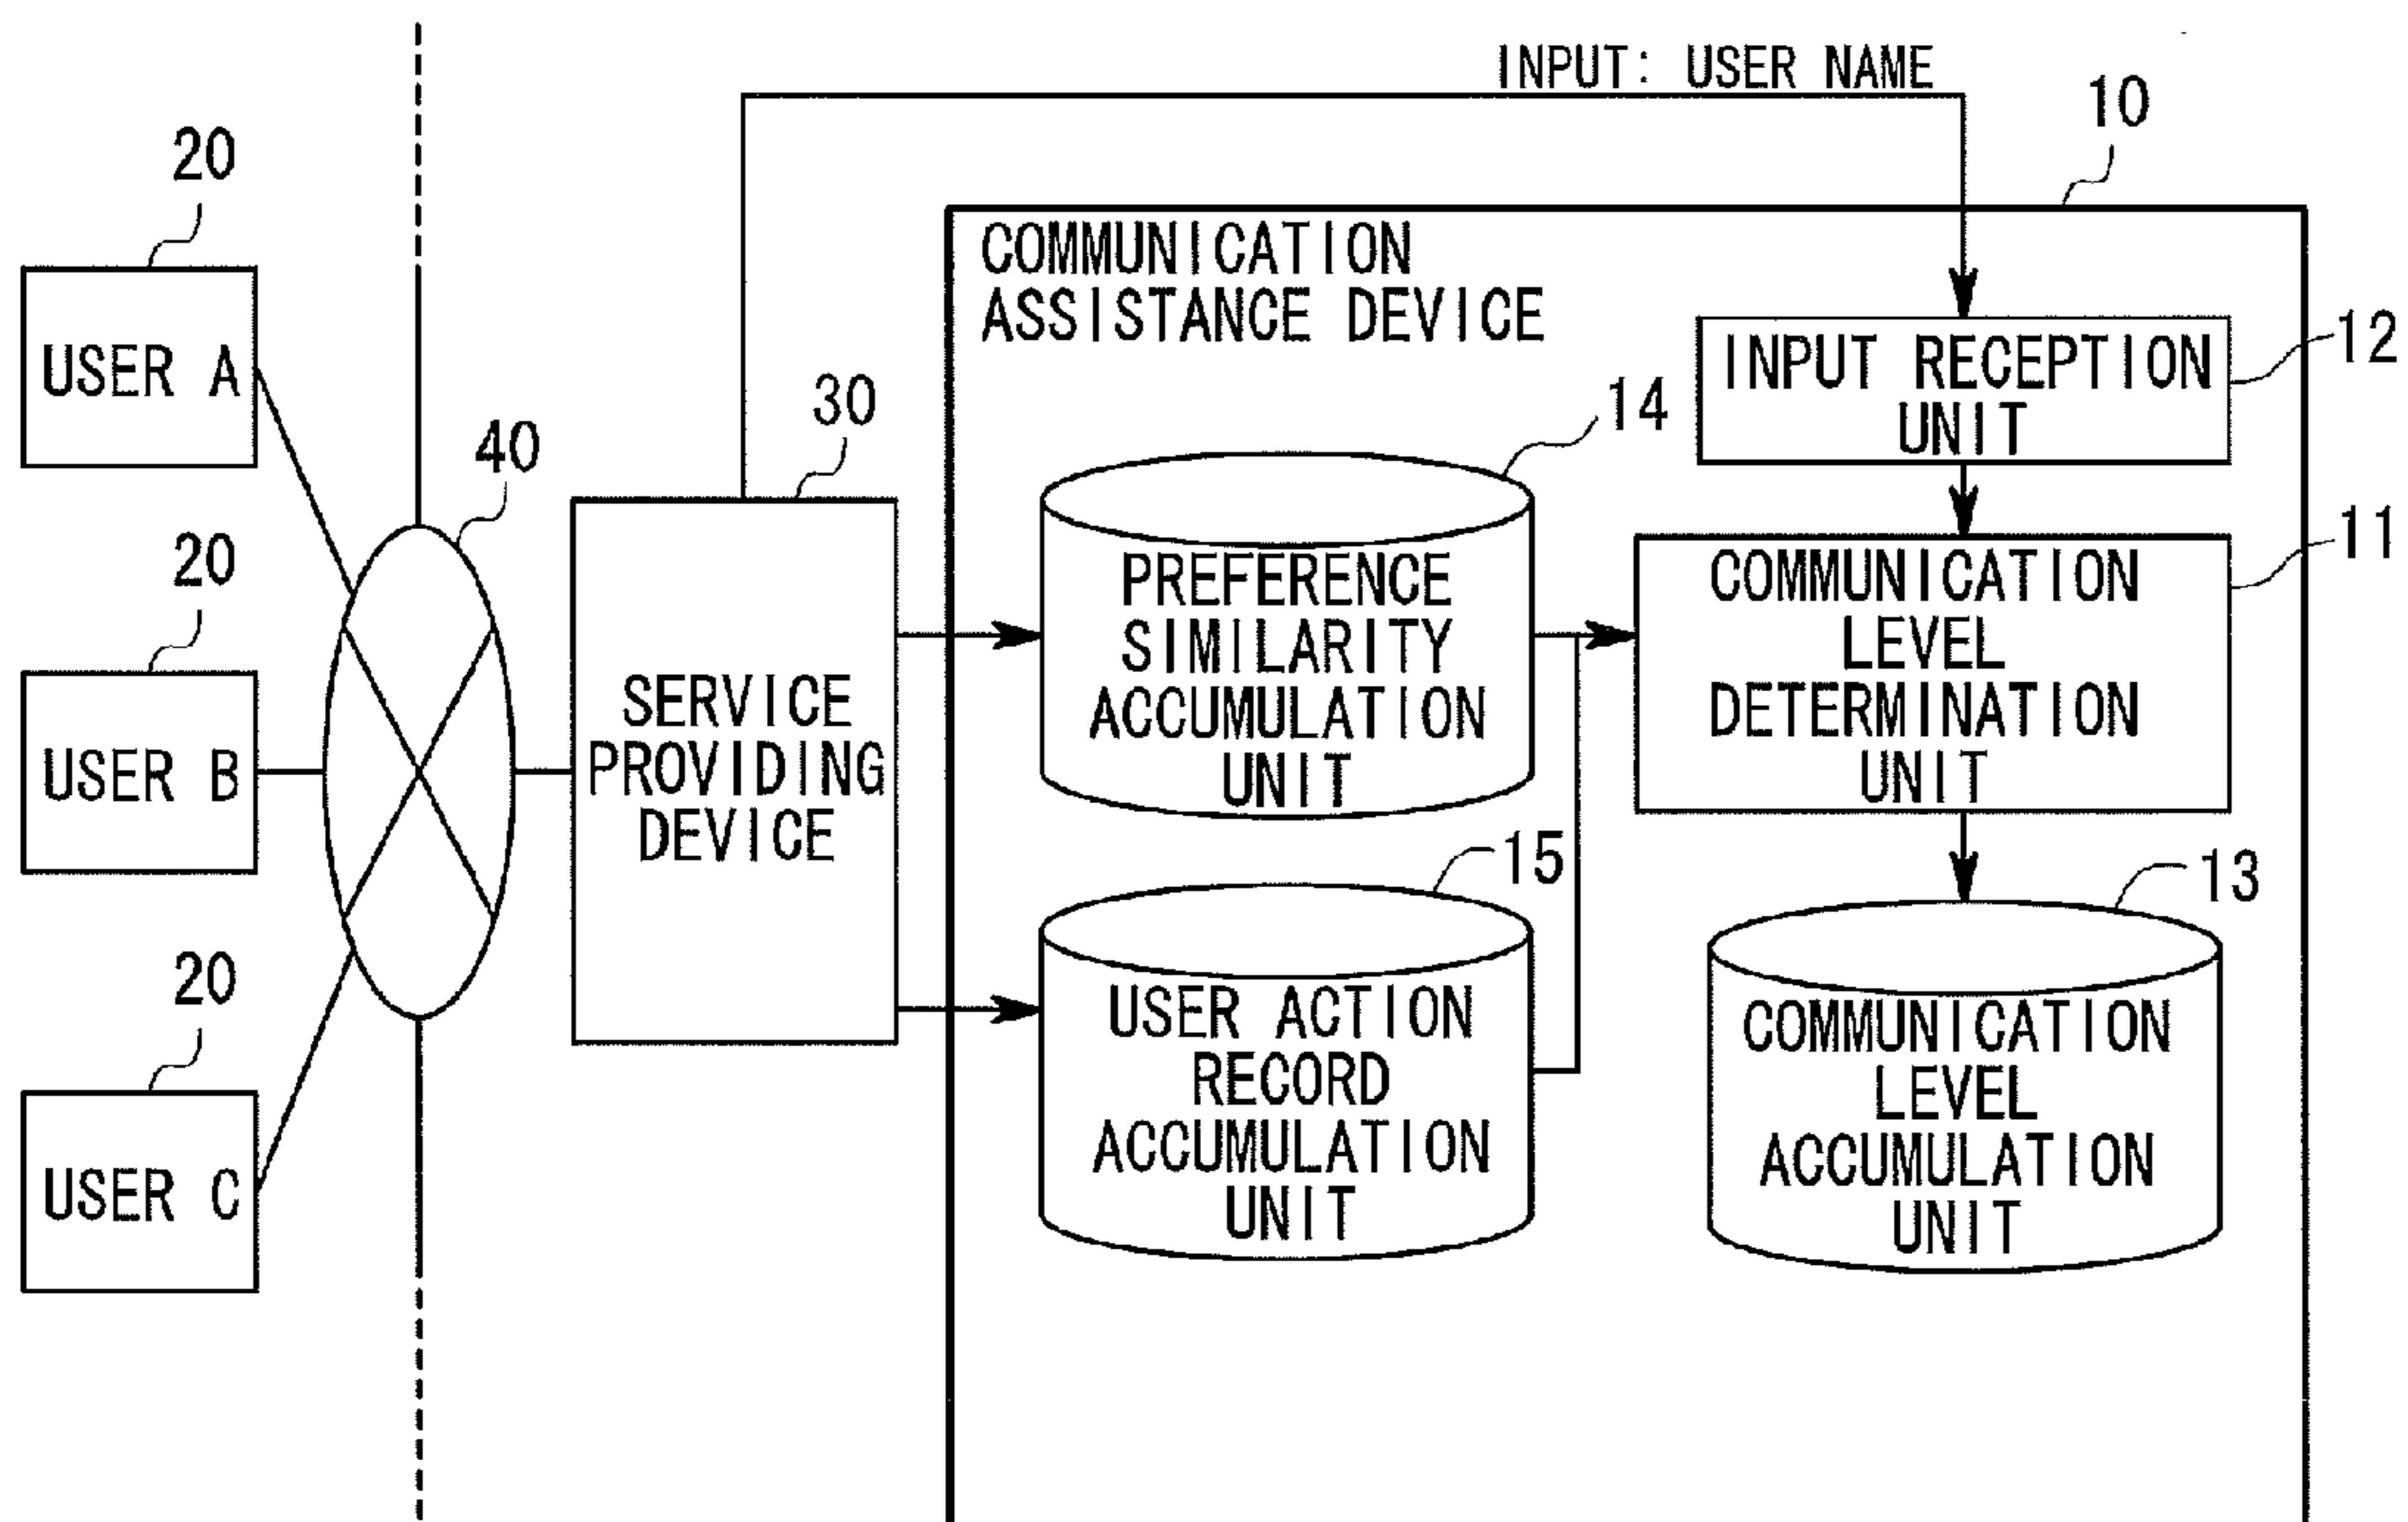 INPUT: USER NAME
10
20
COMMUNICATION
ASSISTANCE DEVICE
USER A
12
INPUT RECEPTION
UNIT
30
14
40
11
20
PREFERENCE
SIMILARITY
ACCUMULATION
UNIT
COMMUNICATION
LEVEL
DETERMINATION
UNIT
SERVICE
PROVIDING
DEVICE
USER B
15
13
20
USER ACTION
RECORD
ACCUMULATION
UNIT
COMMUNICATION
LEVEL
ACCUMULATION
UNIT
USER C